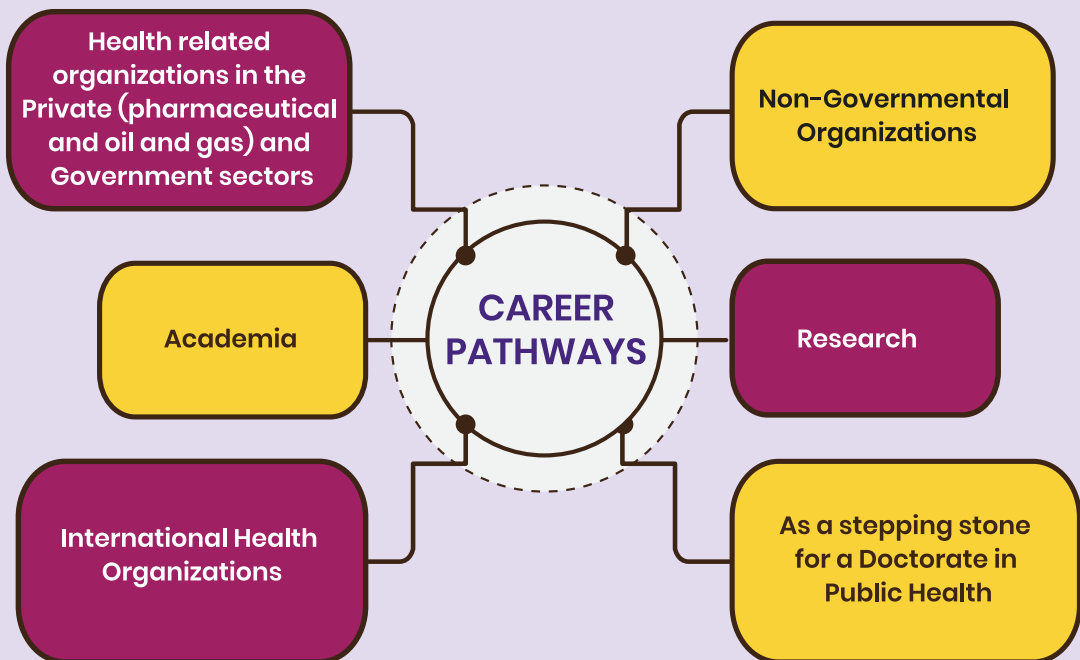 Health related
organizations in the
Private (pharmaceutical
and oil and gas) and
Government sectors
Non-Governmental
Organizations
Academia
CAREER
PATHWAYS
Research
International Health
Organizations
As a stepping stone
for a Doctorate in
Public Health